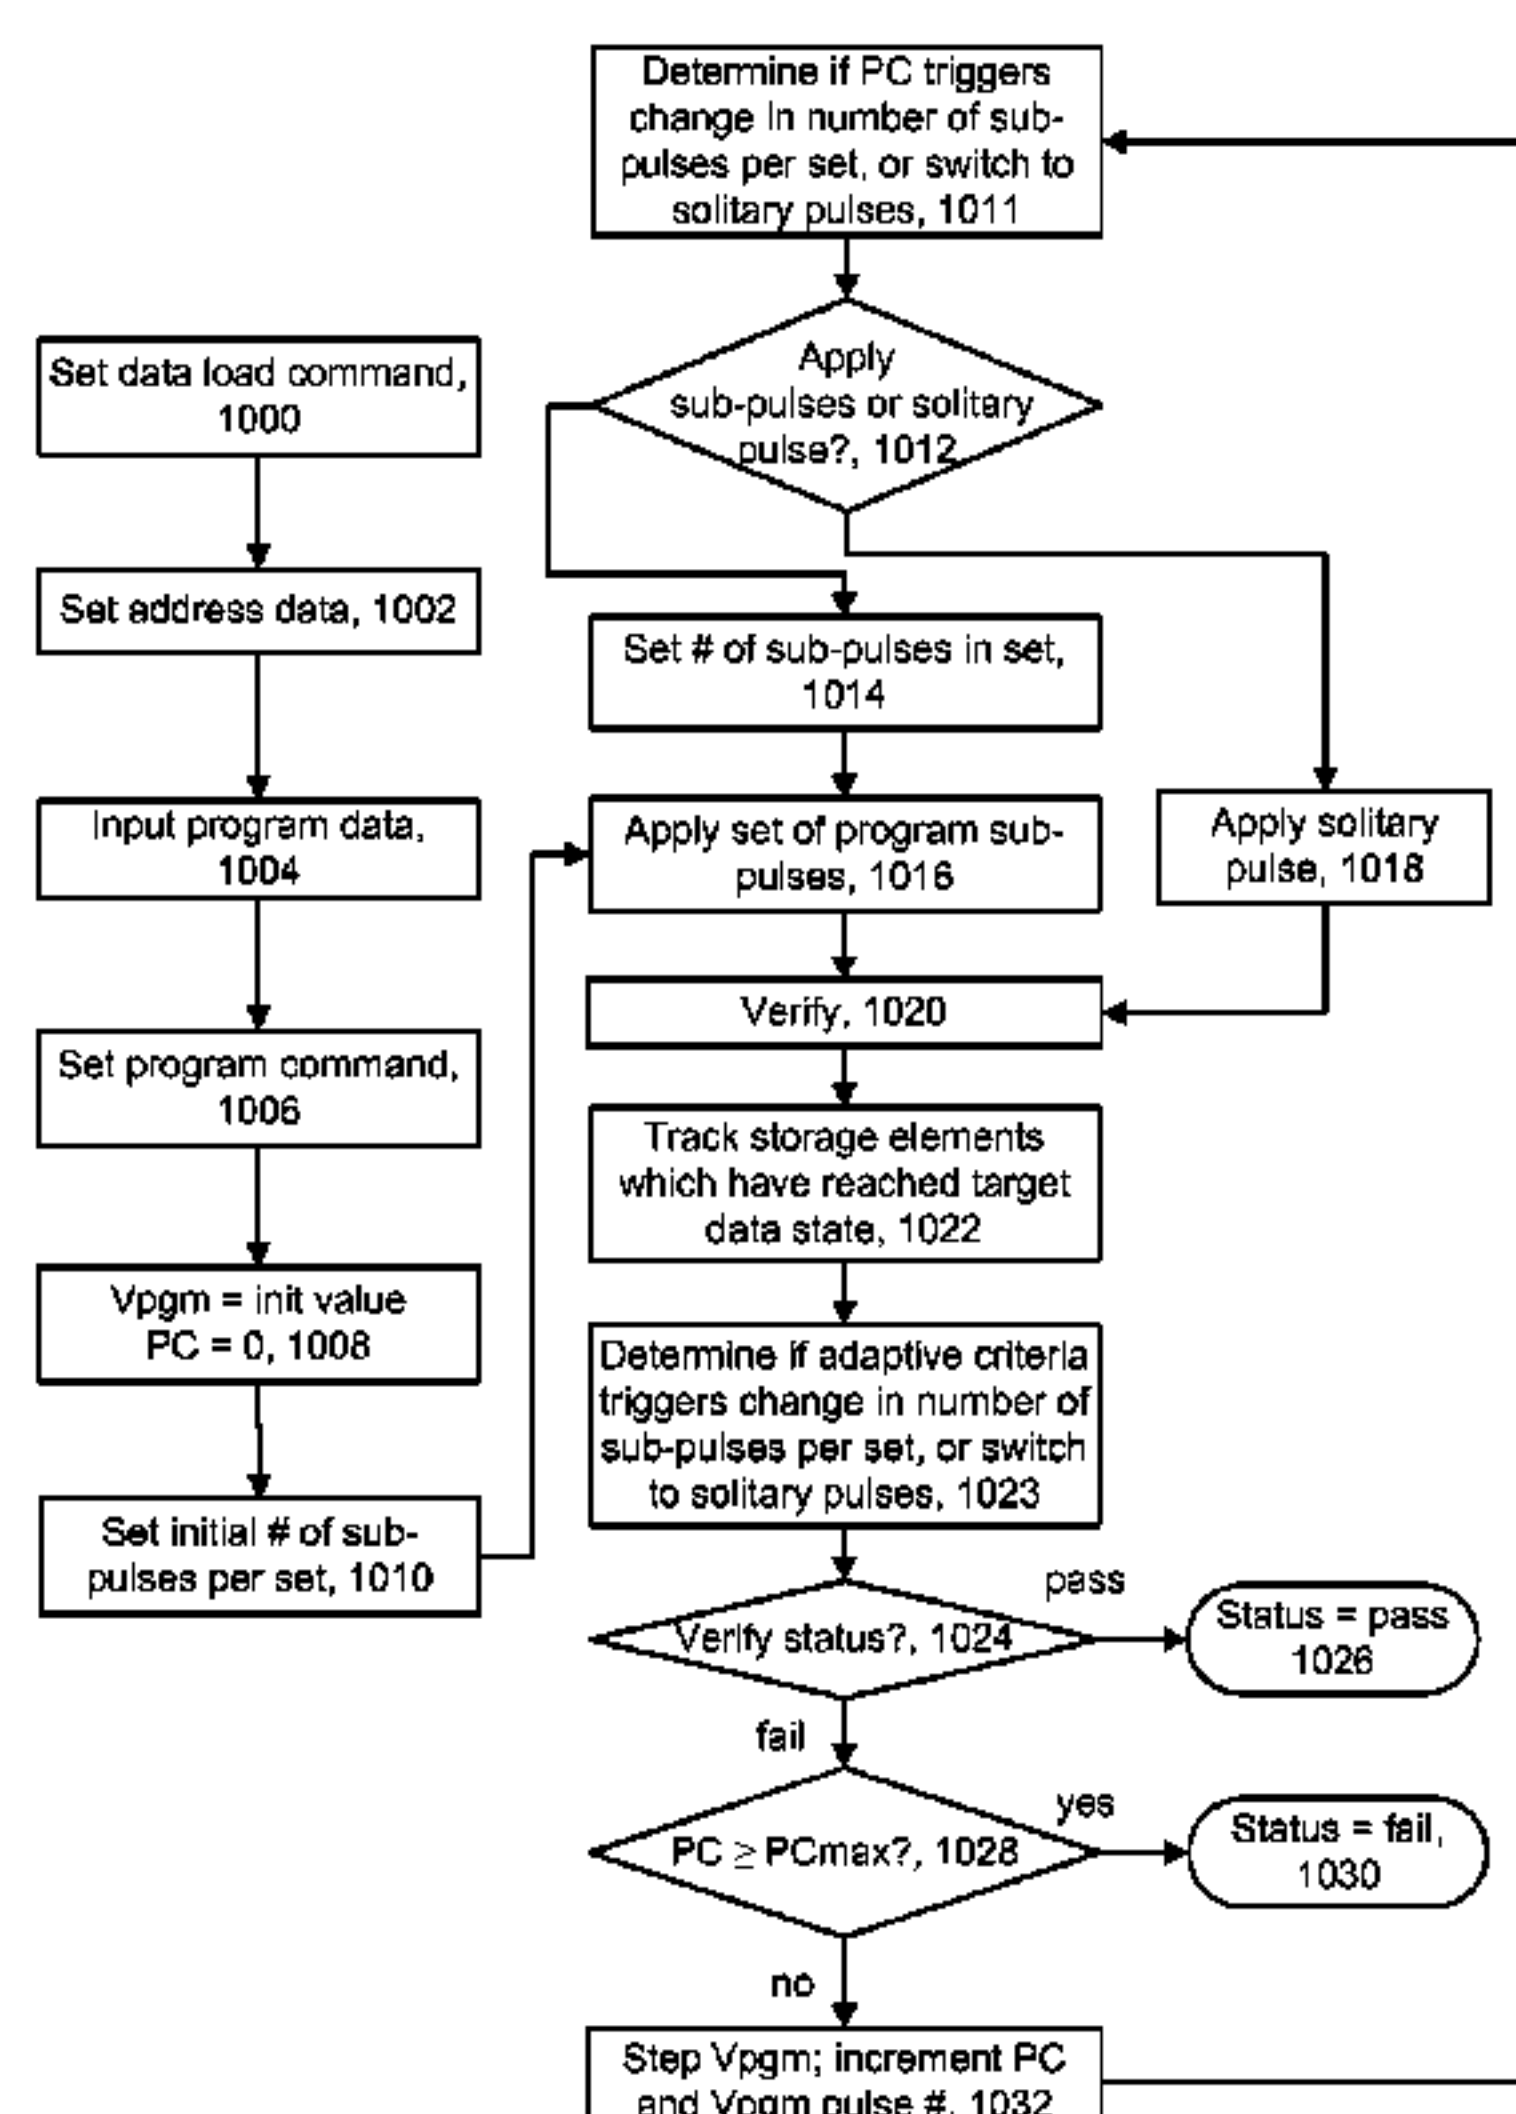 Determine if PC triggers
change in number of sub-
pulses per set, or switch to
solitary pulses, 1011
Apply
sub-pulses or solitary
pulse?, 1012
Set data load command,
1000
Set address data, 1002
Input program data,
1004
Set program command,
1006
Vpgm = init value
PC = 0, 1008
Set initial # of sub-
pulses per set, 1010
Set # of sub-pulses in set,
1014
Apply set of program sub-
pulses, 1016
Apply solitary
pulse, 1018
Verify, 1020
Track storage elements
which have reached target
data state, 1022
Determine if adaptive criteria
triggers change in number of
sub-pulses per set, or switch
to solitary pulses, 1023
Verify status?, 1024
pass
Status = pass
1026
fail
PC ≥ PCmax?, 1028
yes
Status = fail,
1030
no
Step Vpgm; increment PC
and Vpgm pulse #, 1032